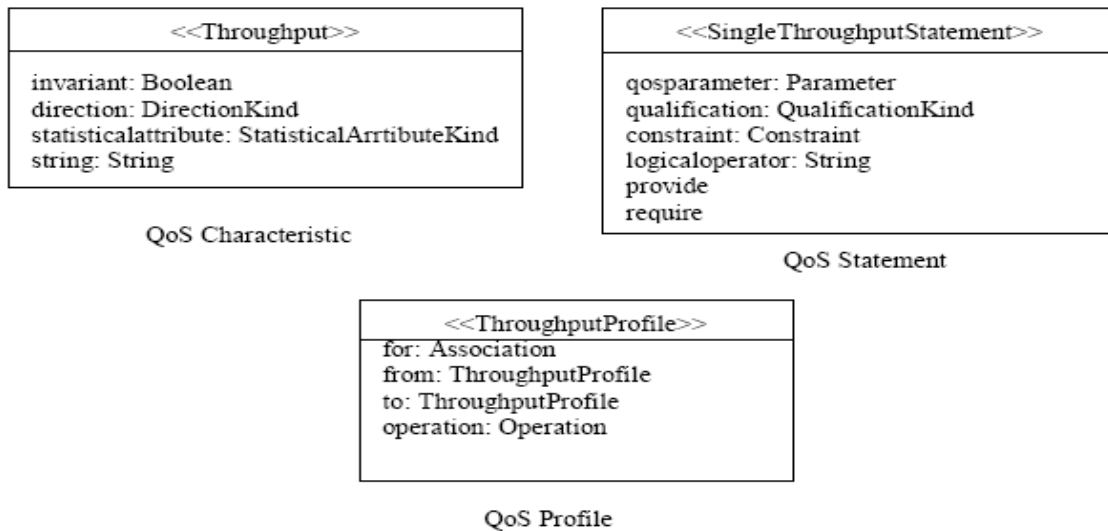 <<Throughput>>
invariant: Boolean
direction: DirectionKind
statisticalattribute: StatisticalArrtibuteKind
string: String
QoS Characteristic
<<SingleThroughputStatement>>
qosparameter: Parameter
qualification: QualificationKind
constraint: Constraint
logicaloperator: String
provide
require
QoS Statement
<<ThroughputProfile>>
for: Association
from: ThroughputProfile
to: ThroughputProfile
operation: Operation
QoS Profile